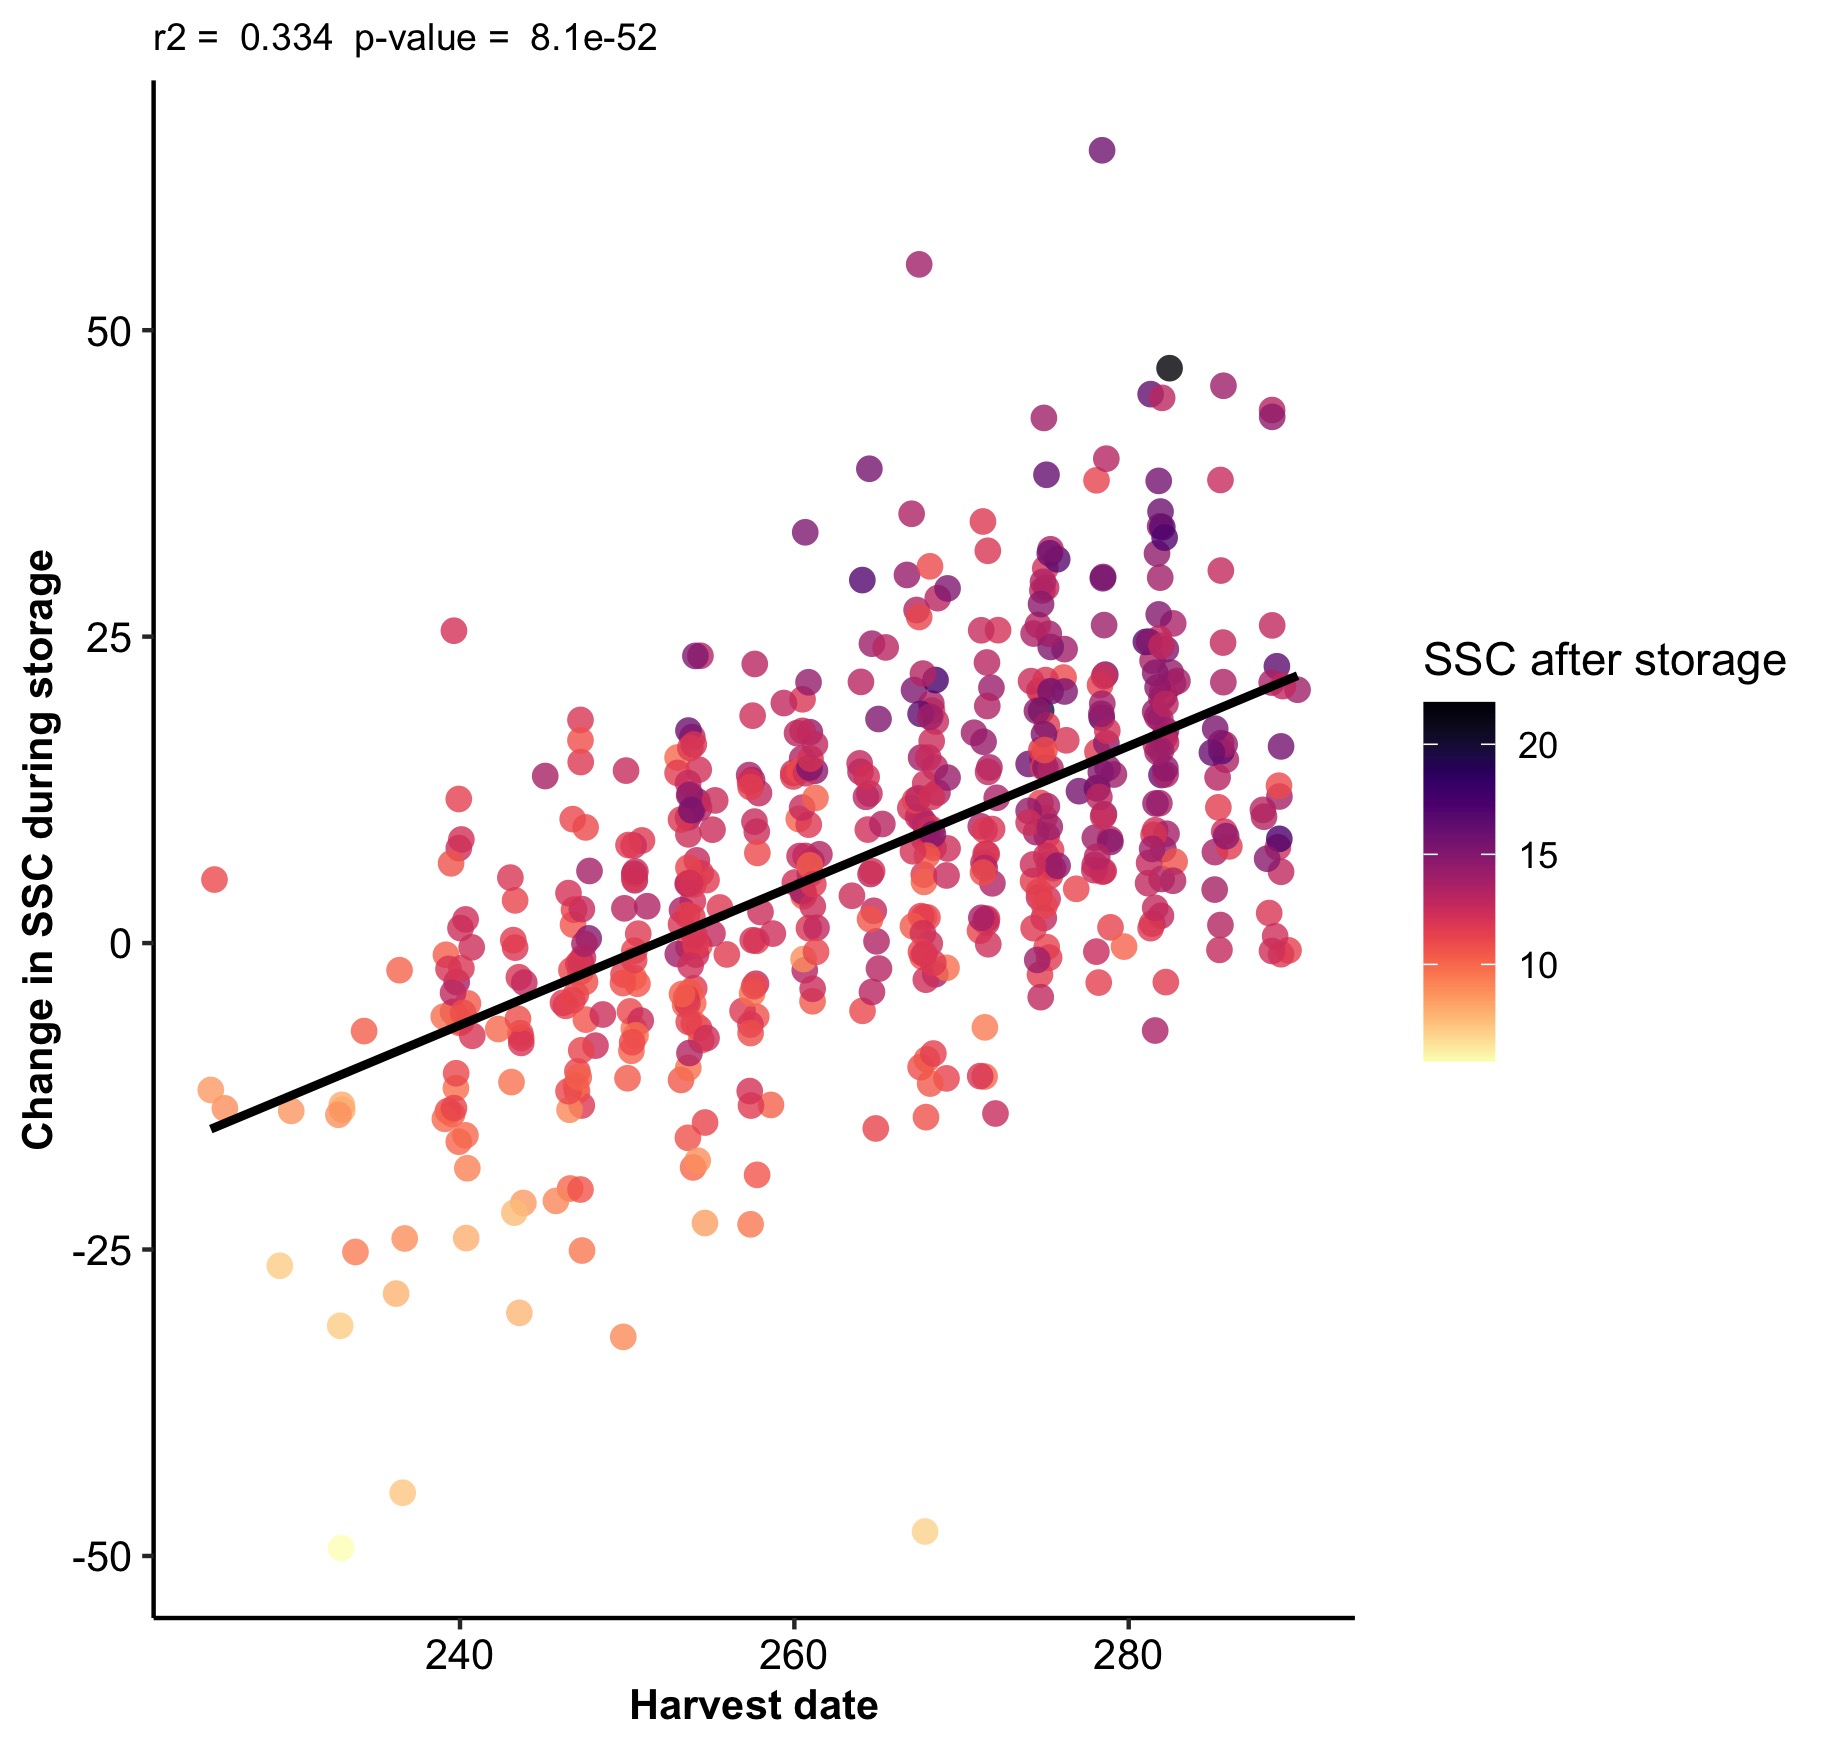 r2 =  0.334  p-value =  8.1e-52
Change in SSC during storage
50
25
0
-25
-50
240
260
280
Harvest date
SSC after storage
20
15
10